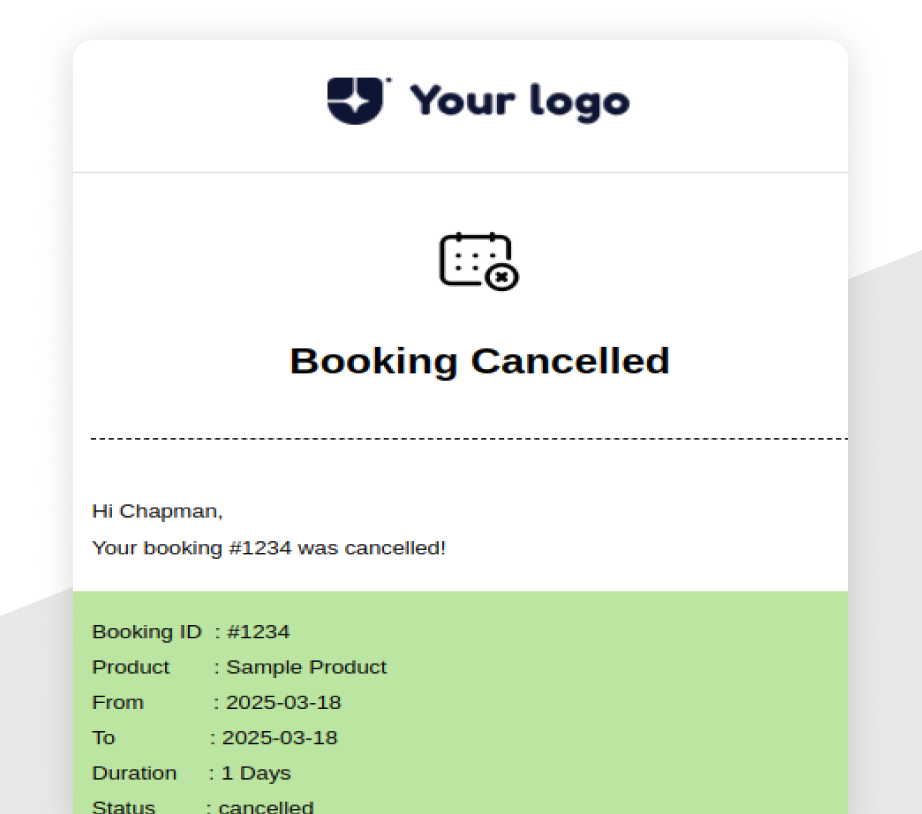 Your logo
Booking Cancelled
Hi Chapman,
Your booking #1234 was cancelled!
Booking ID : #1234
Product : Sample Product
From : 2025-03-18
To : 2025-03-18
Duration : 1 Days
Status : cancelled